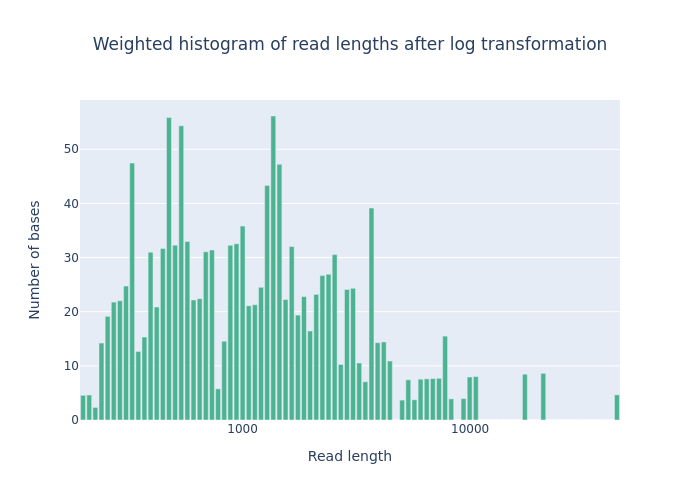 Weighted histogram of read lengths after log transformation
Number of bases
50
40
30
20
10
0
1000
10000
Read length